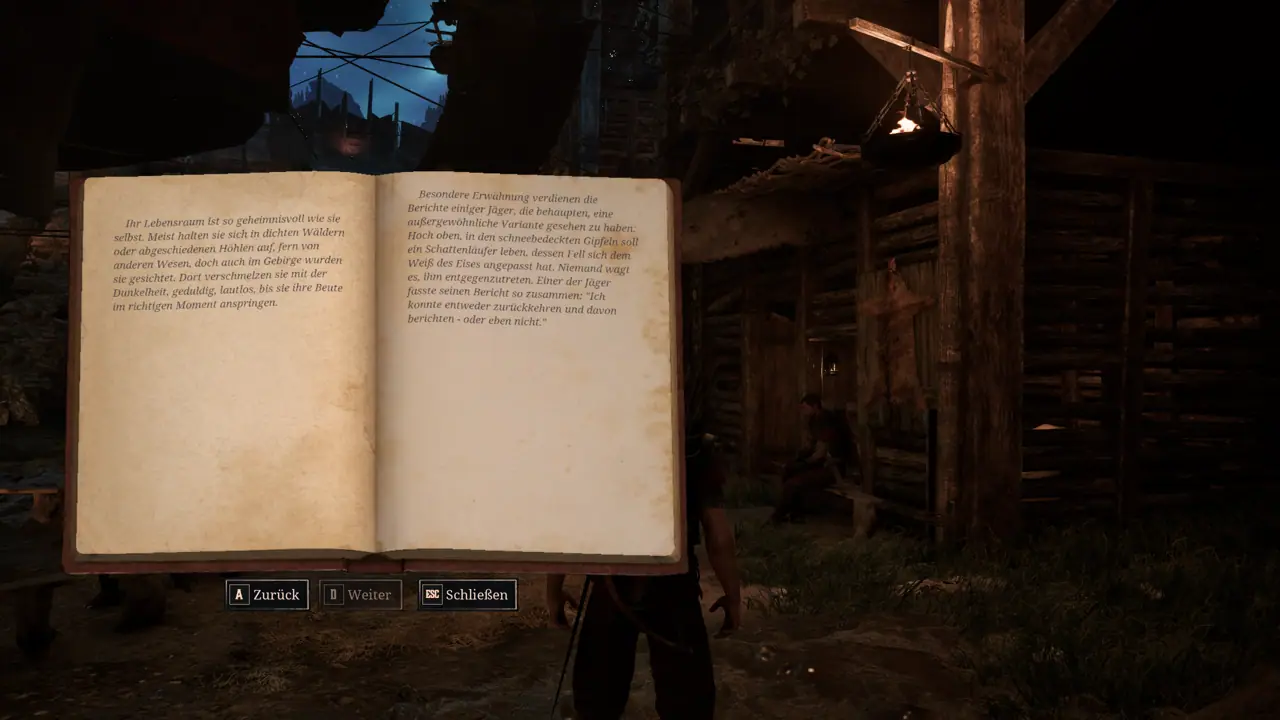 Ihr Lebensraum ist so geheimnisvoll wie sie
selbst. Meist halten sie sich in dichten Wäldern
oder abgeschiedenen Höhlen auf, fern von
anderen Wesen, doch auch im Gebirge wurden
sie gesichtet. Dort verschmelzen sie mit der
Dunkelheit, geduldig, lautlos, bis sie ihre Beute
im richtigen Moment anspringen.
Besondere Erwähnung verdienen die
Berichte einiger Jäger, die behaupten, eine
außergewöhnliche Variante gesehen zu haben.
Hoch oben, in den schneebedeckten Gipfeln soll
ein Schattenläufer leben, dessen Fell sich dem
Weiß des Eises angepasst hat. Niemand wagt
es, ihm entgegenzutreten. Einer der Jäger
fasste seinen Bericht so zusammen: "Ich
konnte entweder zurückkehren und davon
berichten - oder eben nicht."
A Zurück D Weiter ESC Schließen